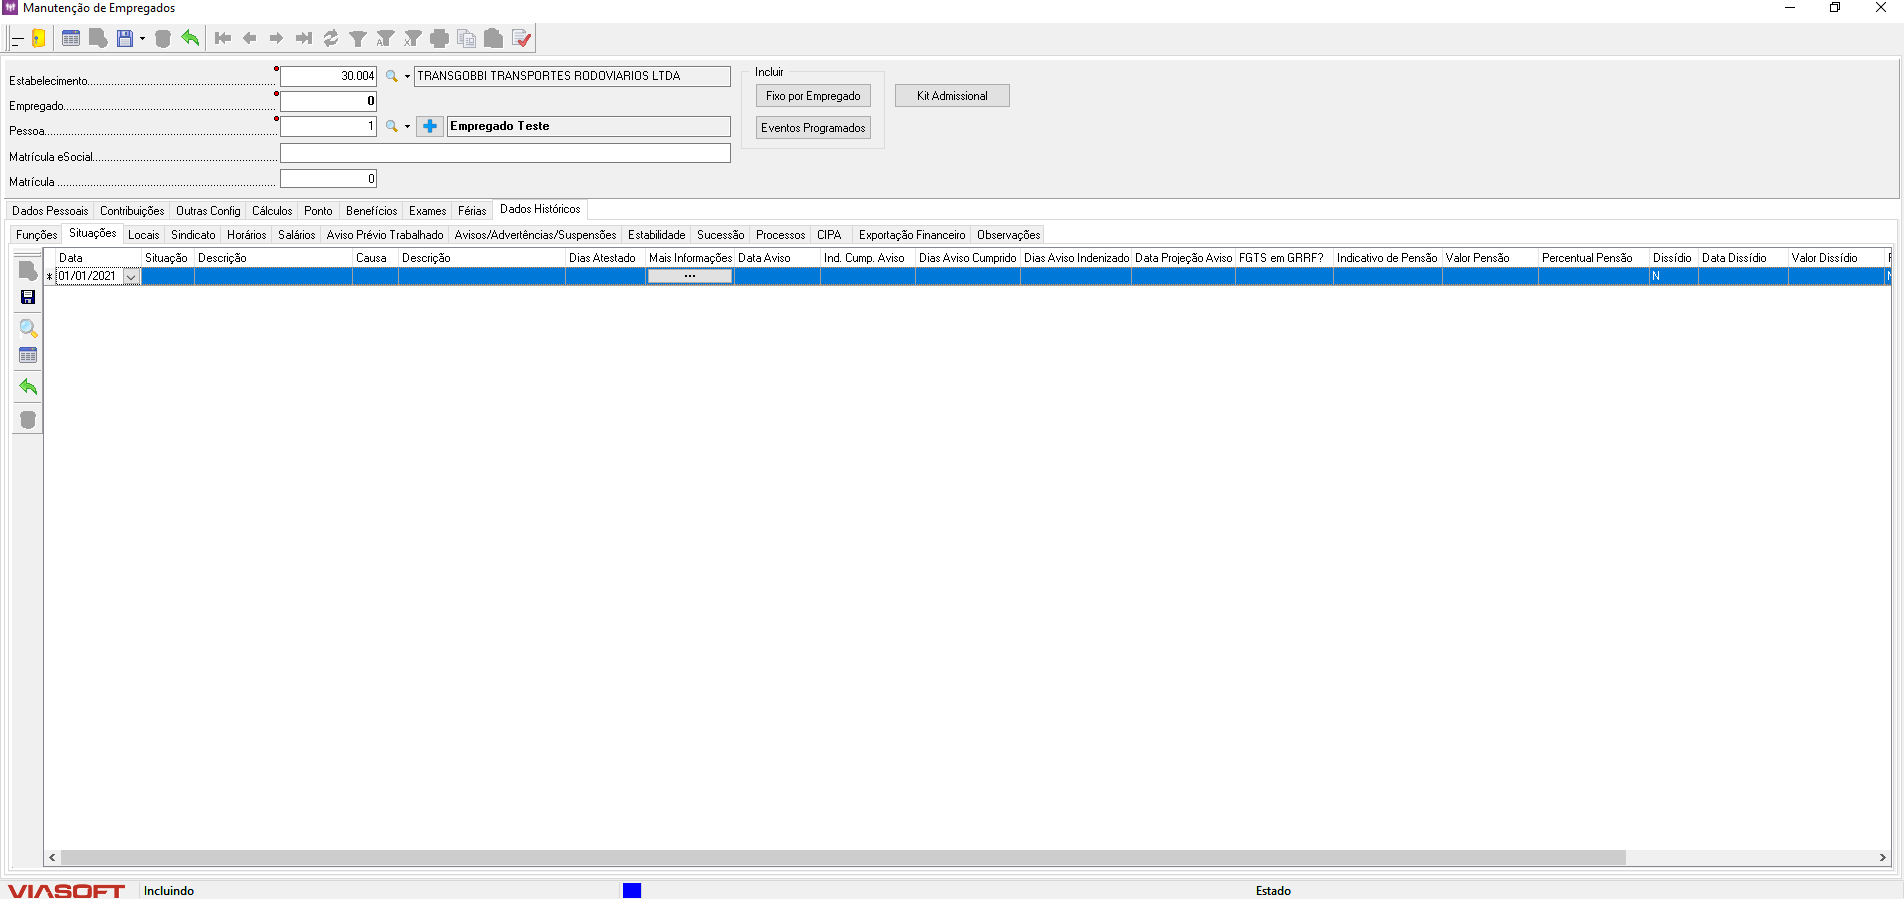 Manutenção de Empregados
Estabelecimento 30.004 TRANSGOBBI TRANSPORTES RODOVIARIOS LTDA
Empregado 0
Pessoa 1 Empregado Teste
Matrícula eSocial
Matrícula 0
Incluir
Fixo por Empregado
Eventos Programados
Kit Admissional
Dados Pessoais Contribuições Outras Config Cálculos Ponto Benefícios Exames Férias Dados Históricos
Funções Situações Locais Sindicato Horários Salários Aviso Prévio Trabalhado Avisos/Advertências/Suspensões Estabilidade Sucessão Processos CIPA Exportação Financeiro Observações
Data Situação Descrição Causa Descrição Dias Atestado Mais Informações Data Aviso Ind. Cump. Aviso Dias Aviso Cumprido Dias Aviso Indenizado Data Projeção Aviso FGTS em GRRF? Indicativo de Pensão Valor Pensão Percentual Pensão Dissídio Data Dissídio Valor Dissídio
* 01/01/2021 ... N
VIASOFT Incluindo Estado